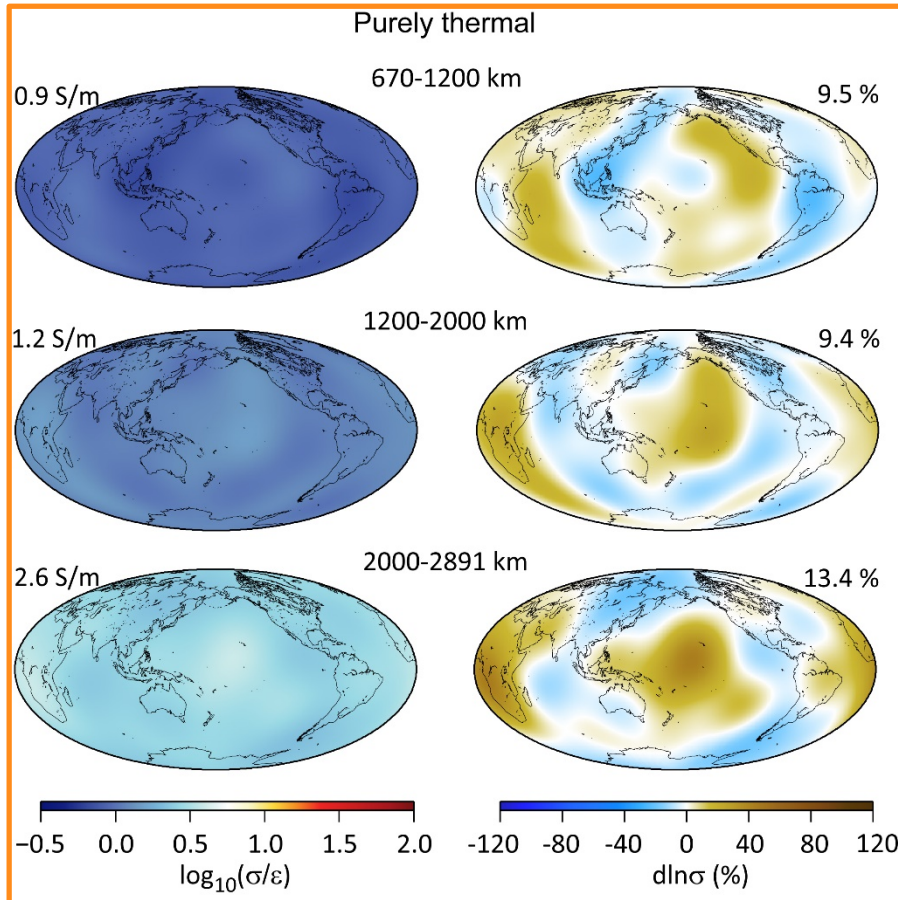 Purely thermal
670-1200 km
0.9 S/m
9.5 %
1200-2000 km
1.2 S/m
9.4 %
2000-2891 km
2.6 S/m
13.4 %
−0.5 0.0 0.5 1.0 1.5 2.0
log₁₀(σ/ε)
-120 -80 -40 0 40 80 120
dlnσ (%)